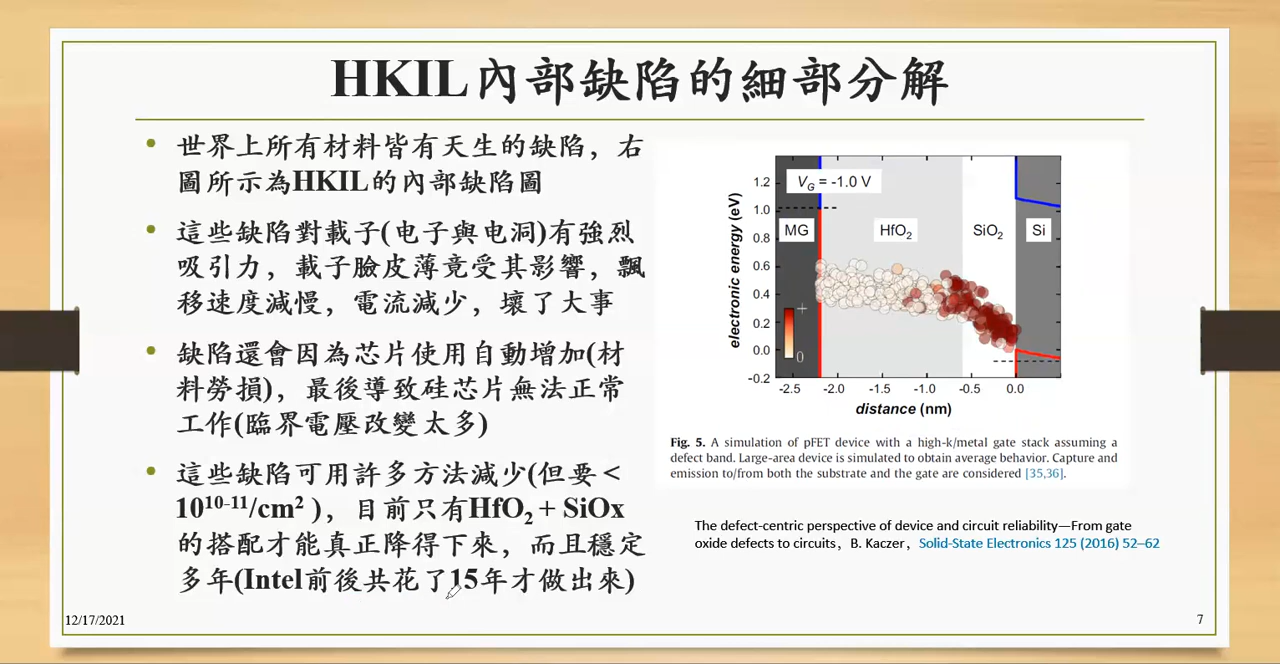 HKIL內部缺陷的細部分解
世界上所有材料皆有天生的缺陷，右
圖所示為HKIL的內部缺陷圖
這些缺陷對載子(电子與电洞)有強烈
吸引力，載子臉皮薄竟受其影響，飄
移速度減慢，電流減少，壞了大事
缺陷還會因為芯片使用自動增加(材
料勞損)，最後導致硅芯片無法正常
工作(臨界電壓改變太多)
這些缺陷可用許多方法減少(但要<
10¹⁰⁻¹¹/cm² )，目前只有HfO₂ + SiOx
的搭配才能真正降得下來，而且穩定
多年(Intel前後共花了15年才做出來)
V_G = -1.0 V
MG
HfO₂
SiO₂
Si
electronic energy (eV)
1.2
1.0
0.8
0.6
0.4
0.2
0.0
-0.2
+
0
-2.5 -2.0 -1.5 -1.0 -0.5 0.0
distance (nm)
Fig. 5. A simulation of pFET device with a high-k/metal gate stack assuming a
defect band. Large-area device is simulated to obtain average behavior. Capture and
emission to/from both the substrate and the gate are considered [35,36].
The defect-centric perspective of device and circuit reliability—From gate
oxide defects to circuits，B. Kaczer，Solid-State Electronics 125 (2016) 52–62
12/17/2021
7